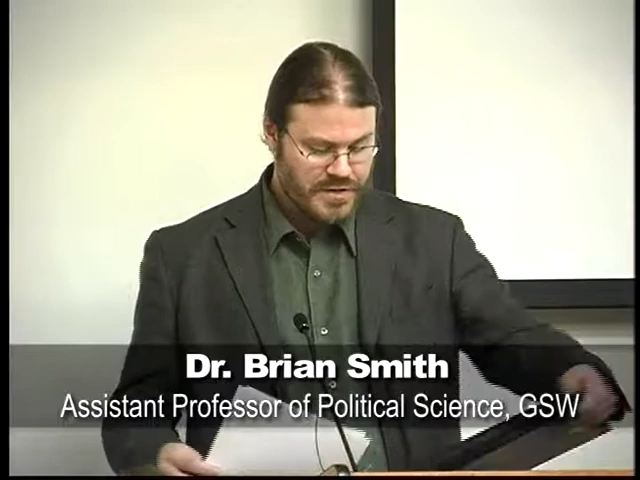 Dr. Brian Smith
Assistant Professor of Political Science, GSW